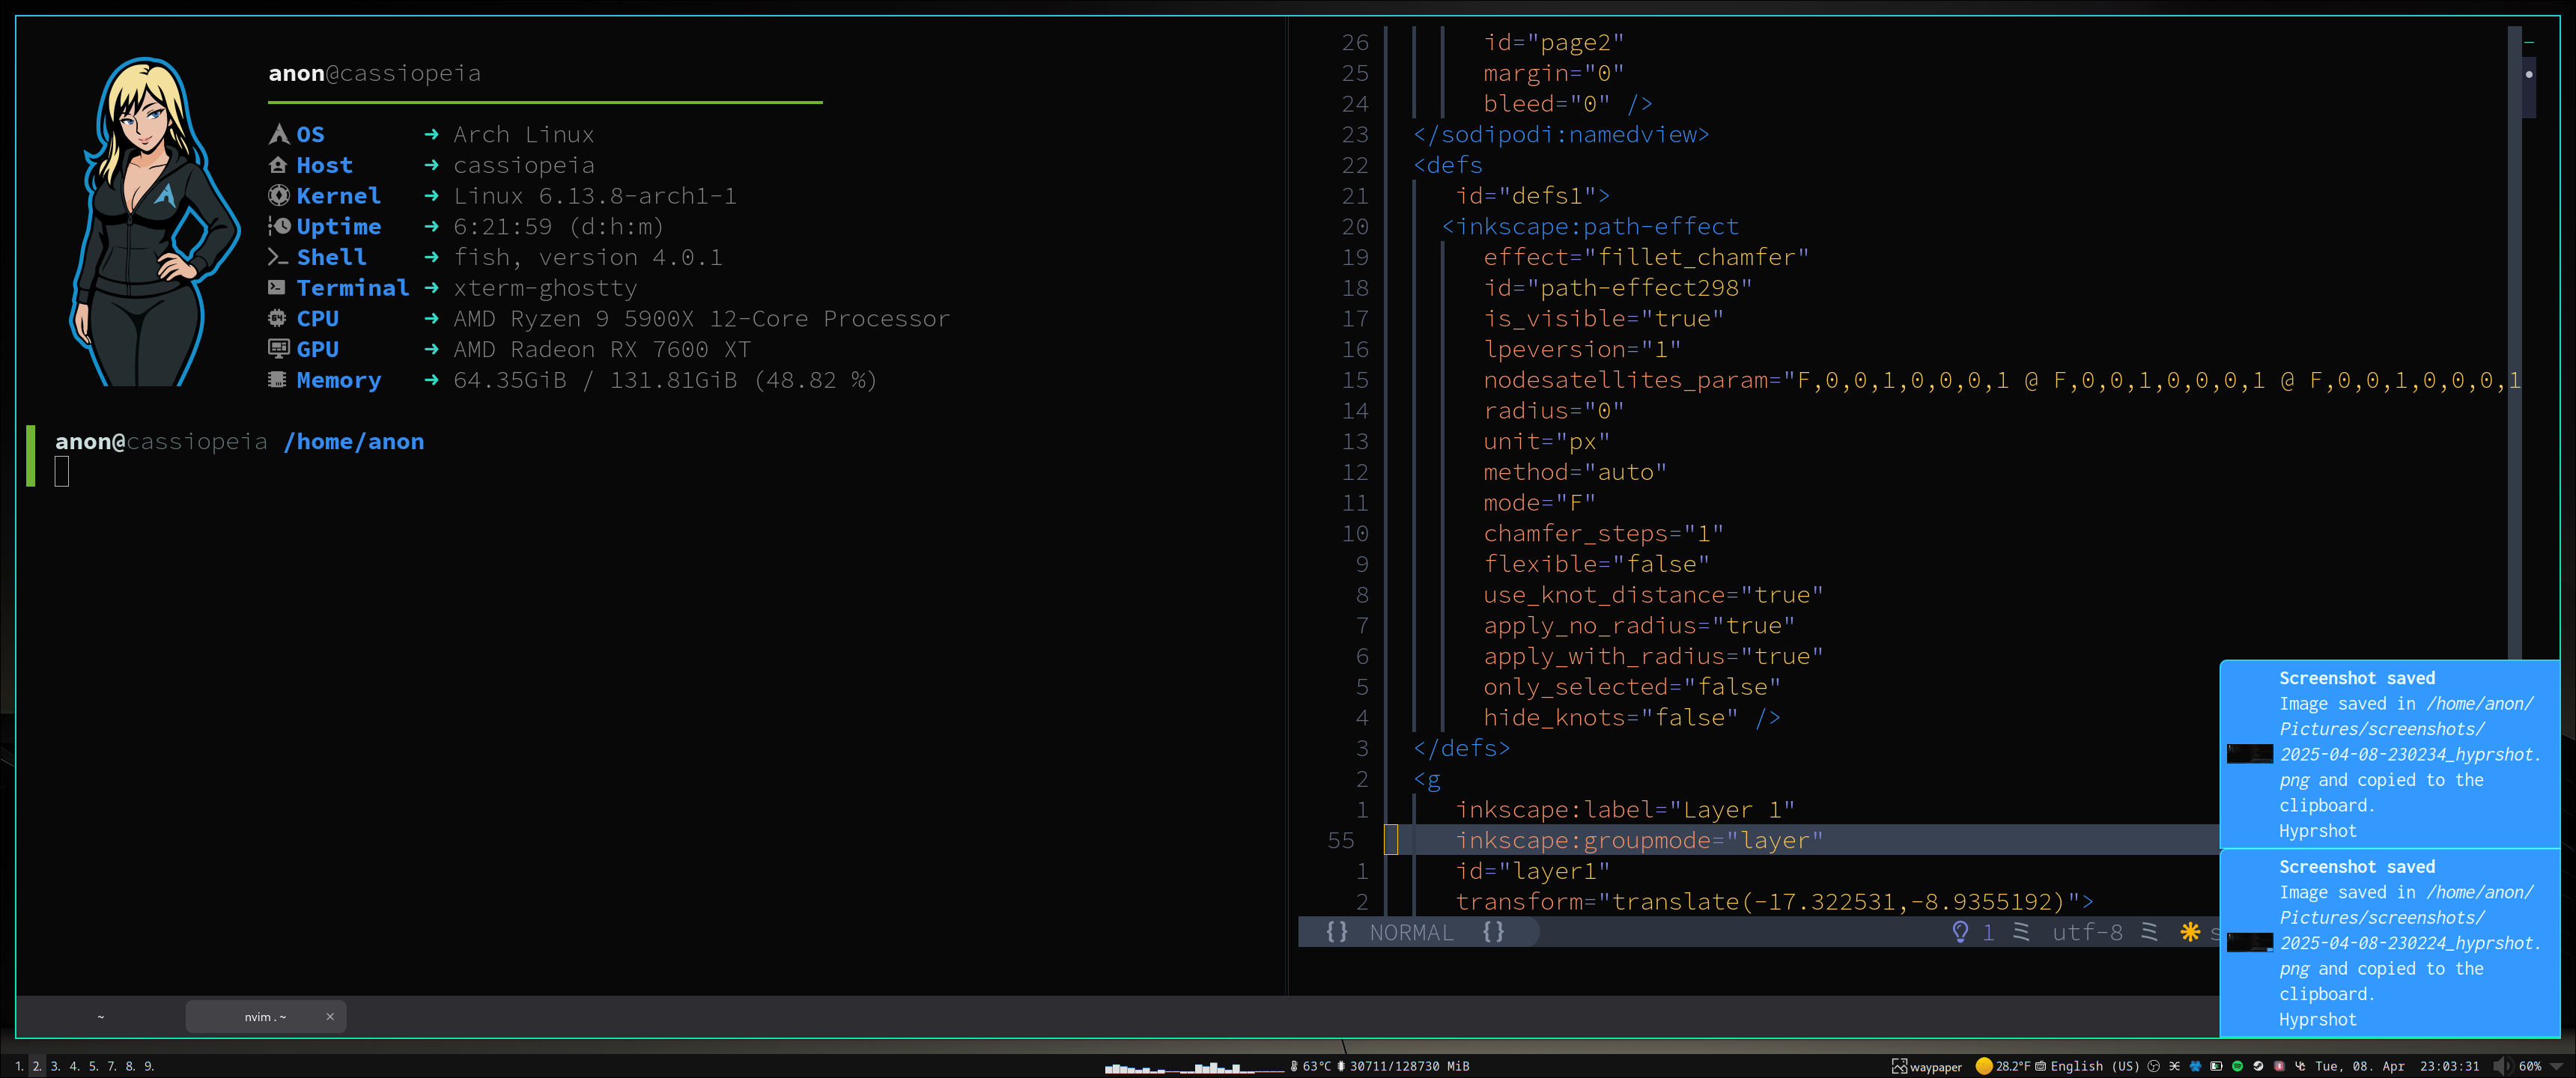 anon@cassiopeia
OS → Arch Linux
Host → cassiopeia
Kernel → Linux 6.13.8-arch1-1
Uptime → 6:21:59 (d:h:m)
Shell → fish, version 4.0.1
Terminal → xterm-ghostty
CPU → AMD Ryzen 9 5900X 12-Core Processor
GPU → AMD Radeon RX 7600 XT
Memory → 64.35GiB / 131.81GiB (48.82 %)
anon@cassiopeia /home/anon
26 id="page2"
25 margin="0"
24 bleed="0" />
23 </sodipodi:namedview>
22 <defs
21 id="defs1">
20 <inkscape:path-effect
19 effect="fillet_chamfer"
18 id="path-effect298"
17 is_visible="true"
16 lpeversion="1"
15 nodesatellites_param="F,0,0,1,0,0,0,1 @ F,0,0,1,0,0,0,1 @ F,0,0,1,0,0,0,1
14 radius="0"
13 unit="px"
12 method="auto"
11 mode="F"
10 chamfer_steps="1"
9 flexible="false"
8 use_knot_distance="true"
7 apply_no_radius="true"
6 apply_with_radius="true"
5 only_selected="false"
4 hide_knots="false" />
3 </defs>
2 <g
1 inkscape:label="Layer 1"
55 inkscape:groupmode="layer"
1 id="layer1"
2 transform="translate(-17.322531,-8.9355192)">
{} NORMAL {} 1 utf-8 s
Screenshot saved
Image saved in /home/anon/
Pictures/screenshots/
2025-04-08-230234_hyprshot.
png and copied to the
clipboard.
Hyprshot
Screenshot saved
Image saved in /home/anon/
Pictures/screenshots/
2025-04-08-230224_hyprshot.
png and copied to the
clipboard.
Hyprshot
~ nvim . ~ ×
1. 2. 3. 4. 5. 7. 8. 9. 63°C 30711/128730 MiB waypaper 28.2°F English (US) Tue, 08. Apr 23:03:31 60%